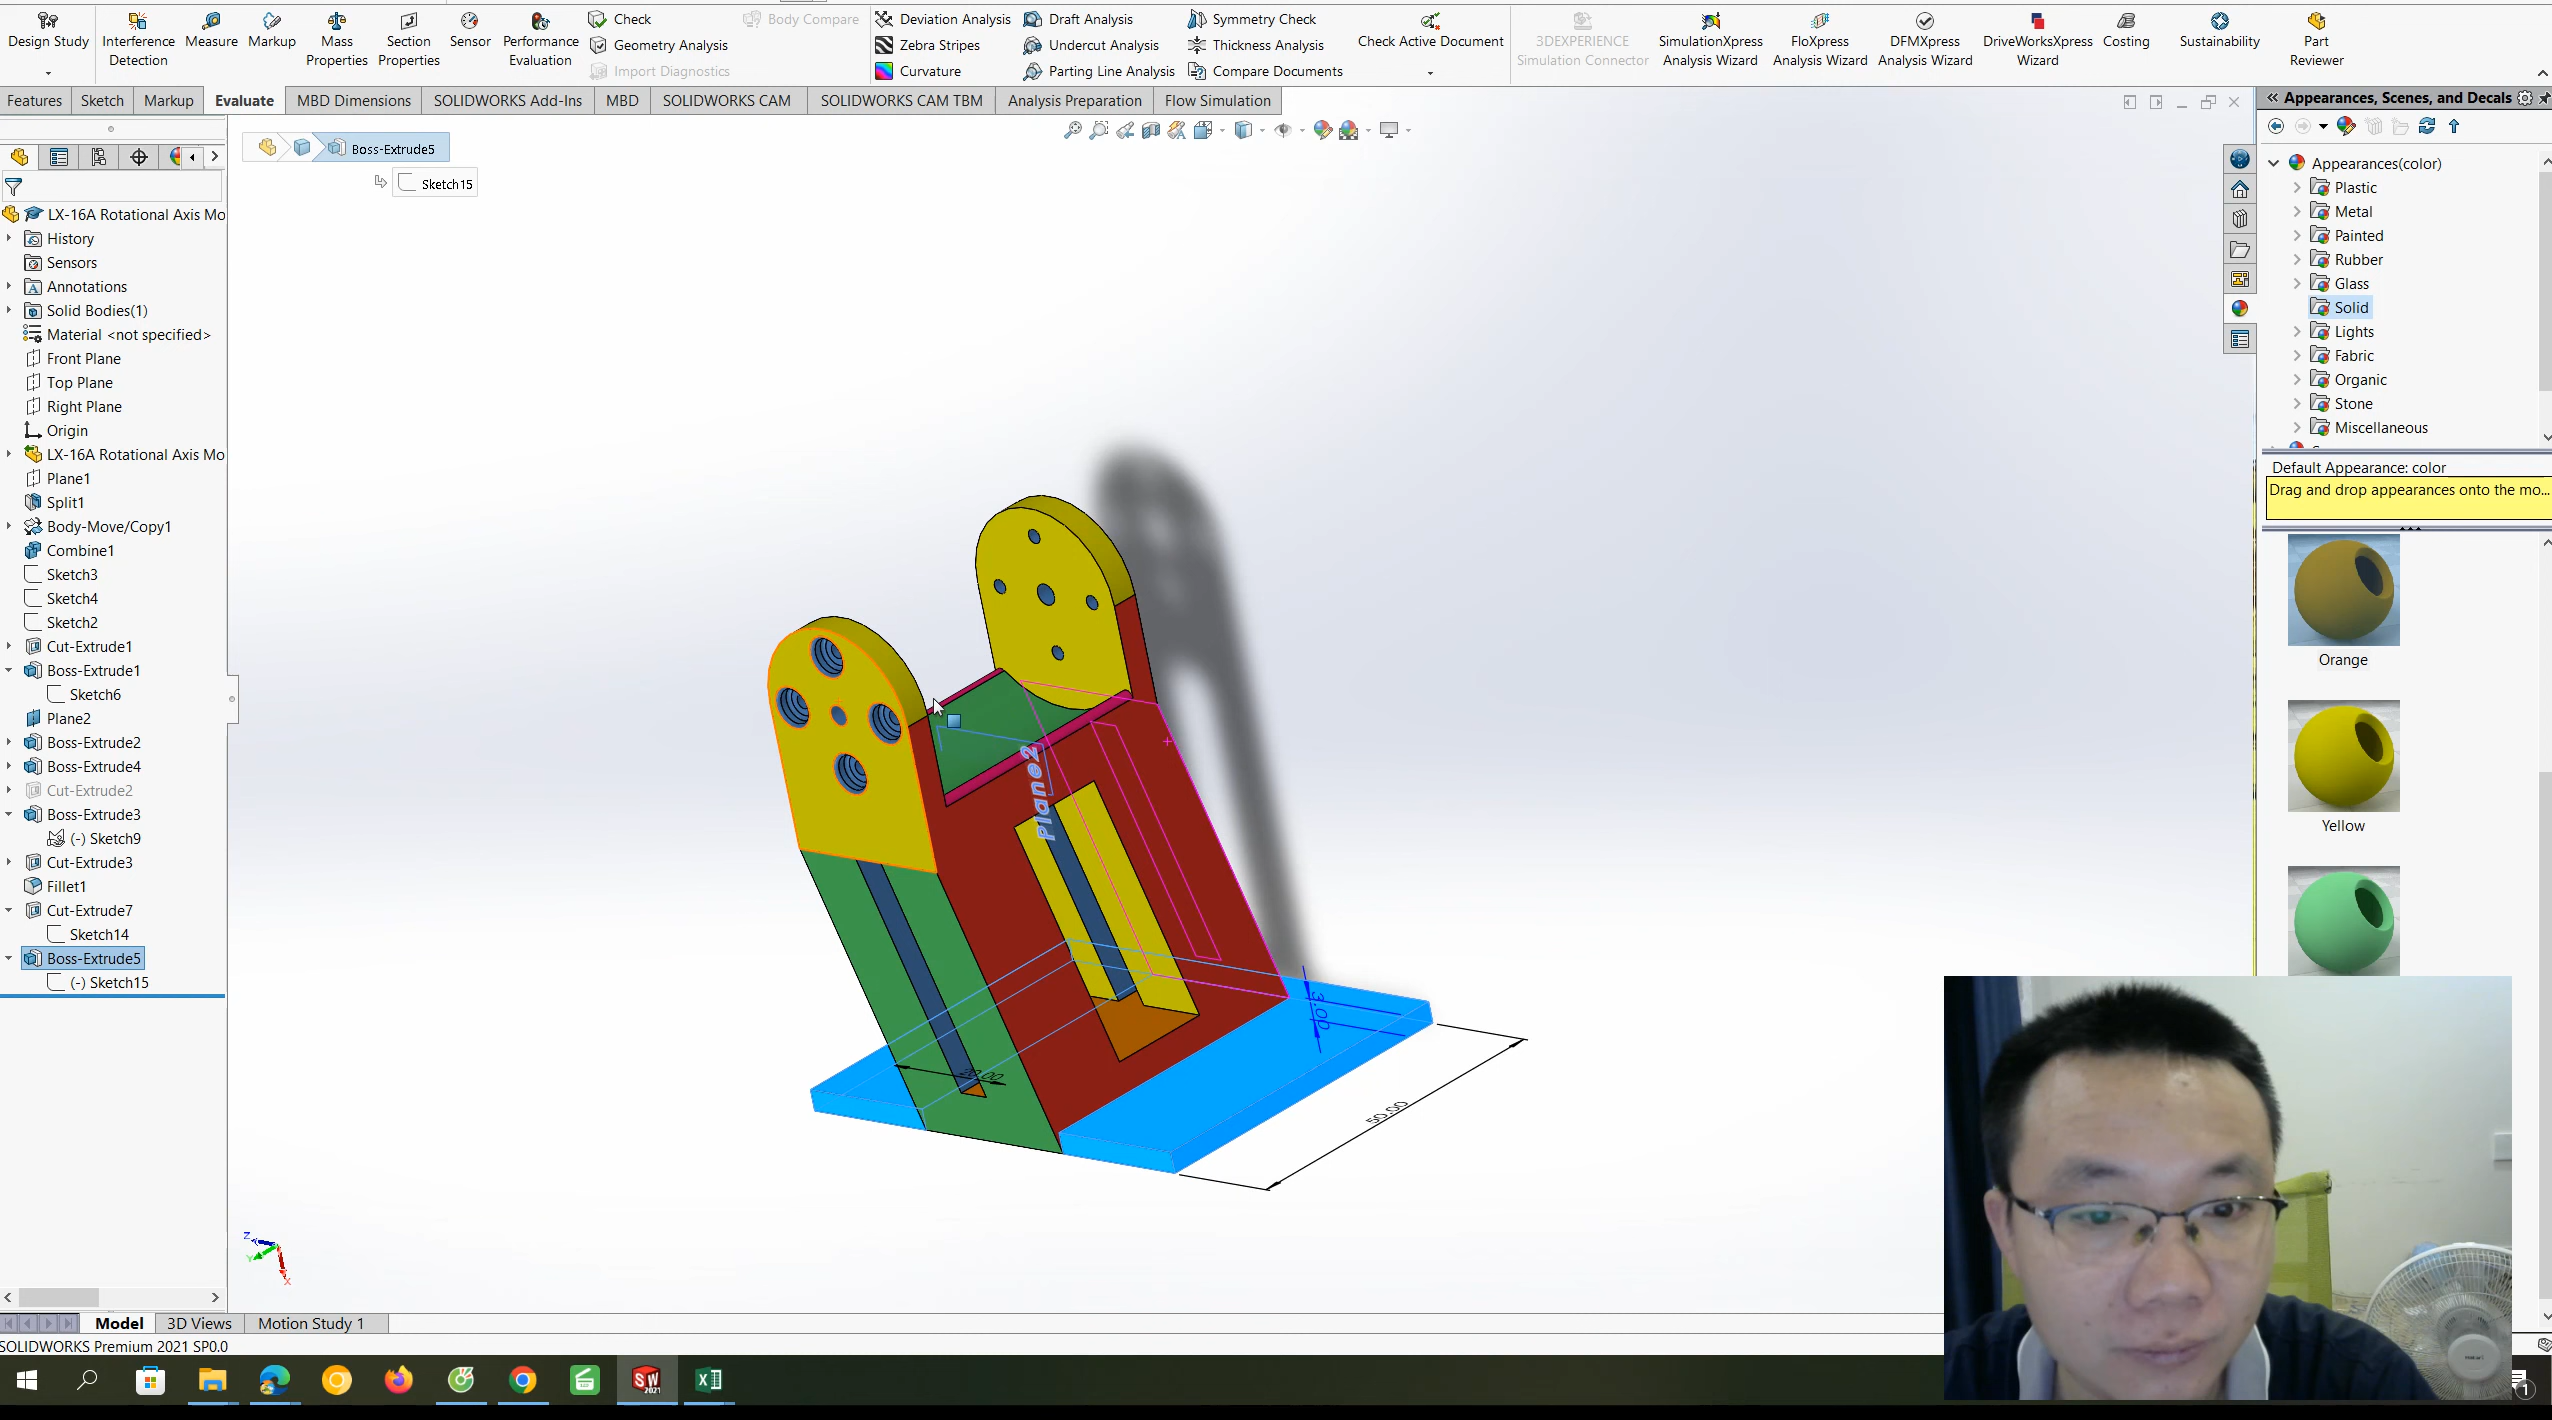 Design Study
Interference Detection
Measure
Markup
Mass Properties
Section Properties
Sensor
Performance Evaluation
Check
Geometry Analysis
Import Diagnostics
Body Compare
Deviation Analysis
Zebra Stripes
Curvature
Draft Analysis
Undercut Analysis
Parting Line Analysis
Symmetry Check
Thickness Analysis
Compare Documents
Check Active Document
3DEXPERIENCE Simulation Connector
SimulationXpress Analysis Wizard
FloXpress Analysis Wizard
DFMXpress Analysis Wizard
DriveWorksXpress Wizard
Costing
Sustainability
Part Reviewer
Features
Sketch
Markup
Evaluate
MBD Dimensions
SOLIDWORKS Add-Ins
MBD
SOLIDWORKS CAM
SOLIDWORKS CAM TBM
Analysis Preparation
Flow Simulation
Boss-Extrude5
Sketch15
LX-16A Rotational Axis Mo
History
Sensors
Annotations
Solid Bodies(1)
Material <not specified>
Front Plane
Top Plane
Right Plane
Origin
LX-16A Rotational Axis Mo
Plane1
Split1
Body-Move/Copy1
Combine1
Sketch3
Sketch4
Sketch2
Cut-Extrude1
Boss-Extrude1
Sketch6
Plane2
Boss-Extrude2
Boss-Extrude4
Cut-Extrude2
Boss-Extrude3
(-) Sketch9
Cut-Extrude3
Fillet1
Cut-Extrude7
Sketch14
Boss-Extrude5
(-) Sketch15
Plane2
3.00
20.00
50.00
Z
Y
X
Appearances, Scenes, and Decals
Appearances(color)
Plastic
Metal
Painted
Rubber
Glass
Solid
Lights
Fabric
Organic
Stone
Miscellaneous
Default Appearance: color
Drag and drop appearances onto the mo...
Orange
Yellow
Model
3D Views
Motion Study 1
SOLIDWORKS Premium 2021 SP0.0
SW
2021
1